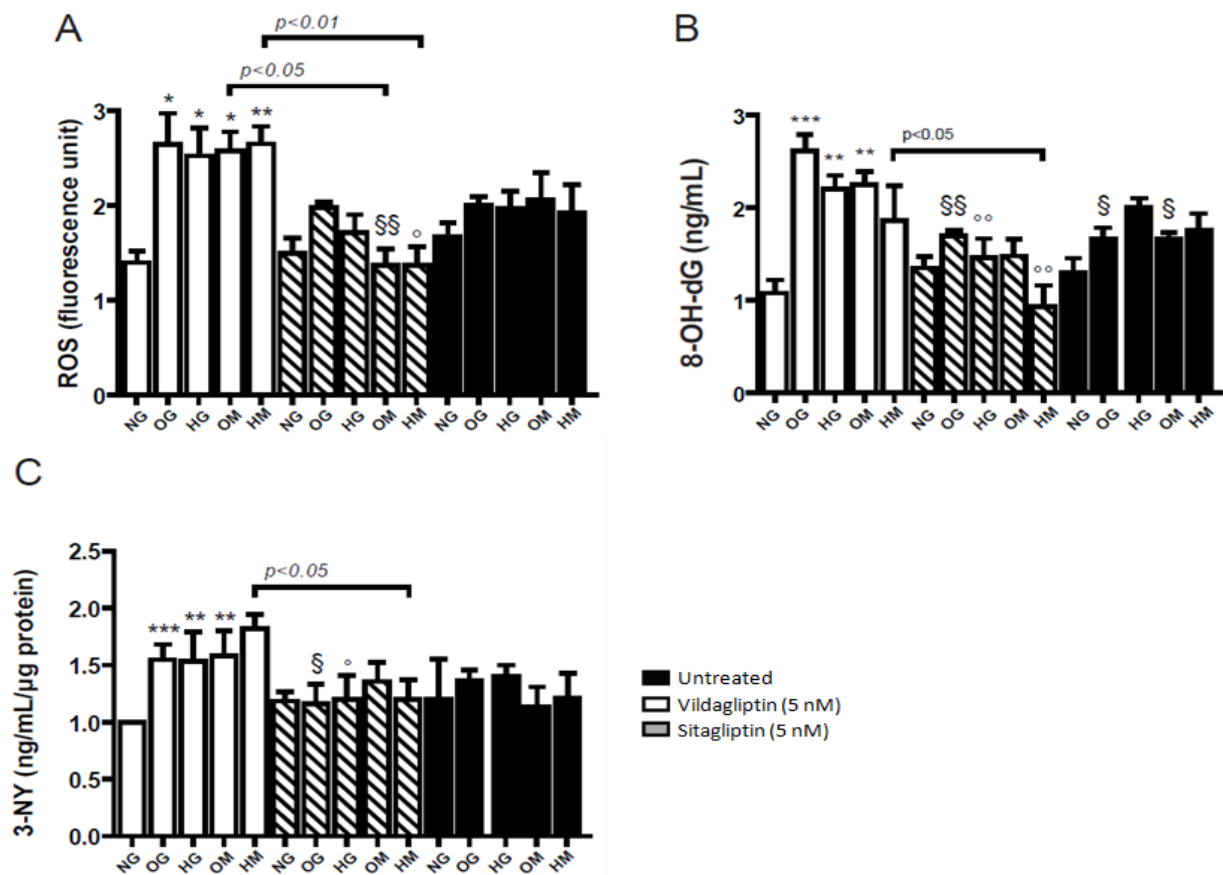 A
p<0.01
p<0.05
* * * **
§§ °
ROS (fluorescence unit)
3
2
1
0
NG OG HG OM HM NG OG HG OM HM NG OG HG OM HM
B
p<0.05
*** ** **
§§ °° °° § §
8-OH-dG (ng/mL)
3
2
1
0
NG OG HG OM HM NG OG HG OM HM NG OG HG OM HM
C
p<0.05
*** ** **
§ °
3-NY (ng/mL/µg protein)
2.5
2.0
1.5
1.0
0.5
0.0
NG OG HG OM HM NG OG HG OM HM NG OG HG OM HM
Untreated
Vildagliptin (5 nM)
Sitagliptin (5 nM)